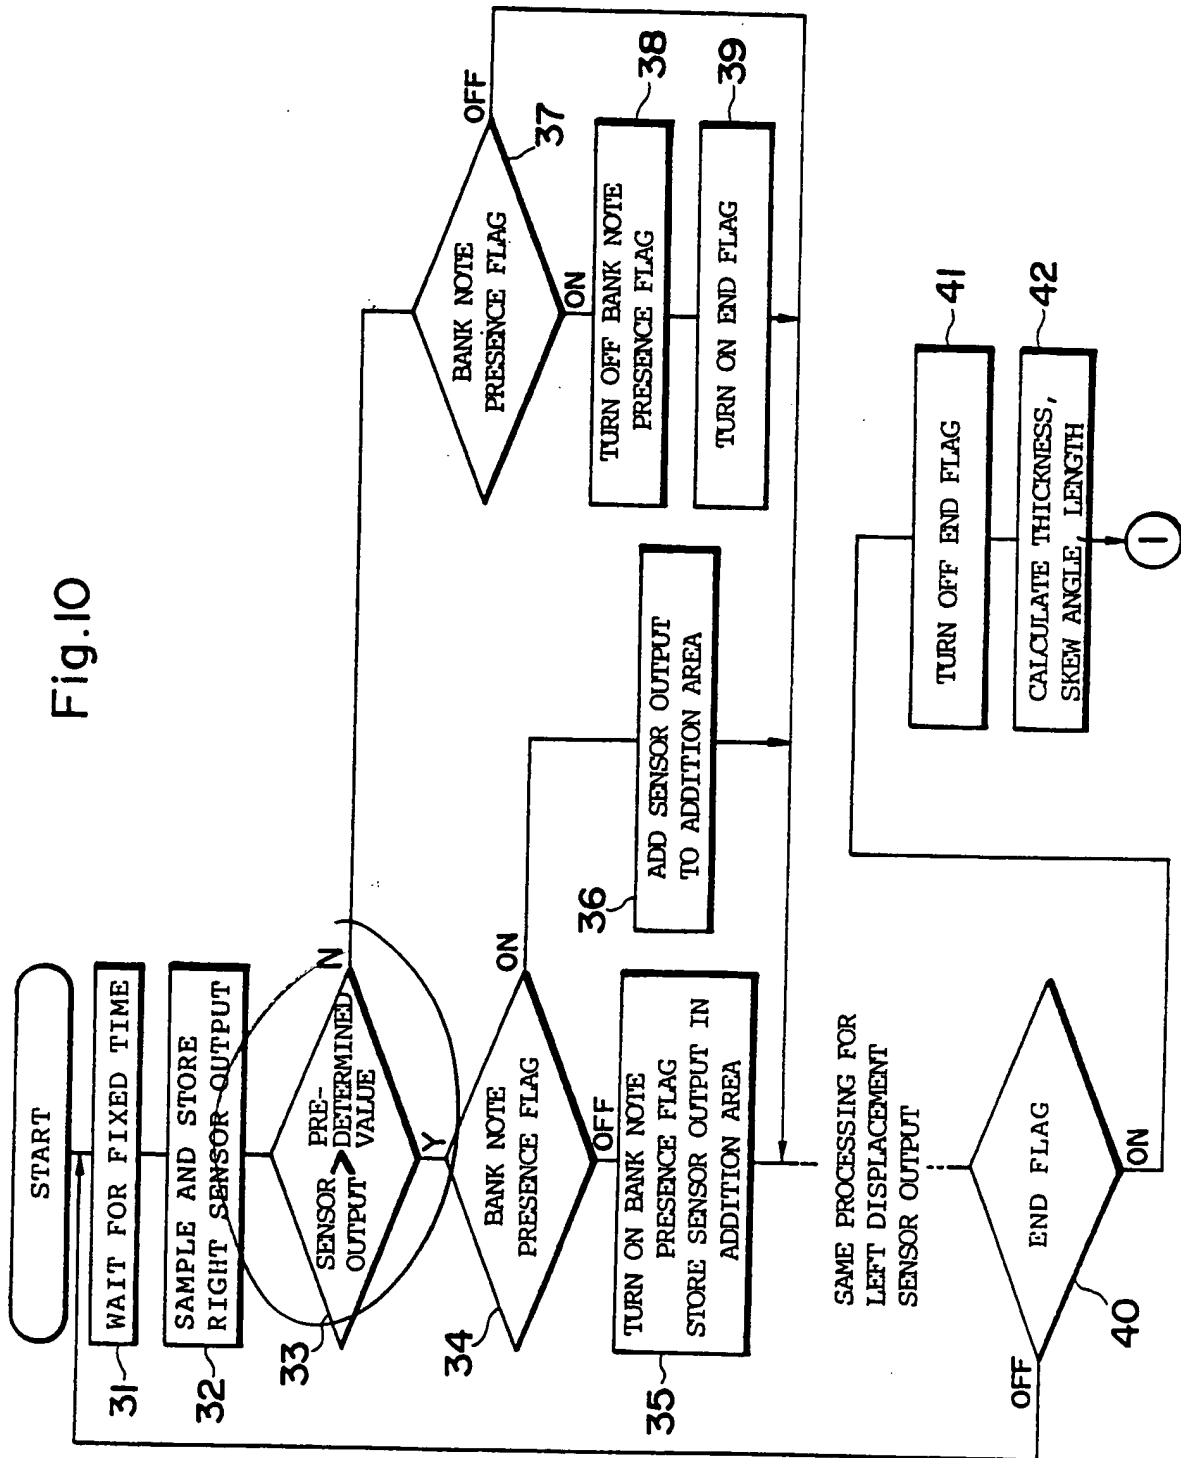 Fig.10
START
31
WAIT FOR FIXED TIME
32
SAMPLE AND STORE
RIGHT SENSOR OUTPUT
33
SENSOR
OUTPUT
>
PRE-
DETERMINED
VALUE
N
Y
34
BANK NOTE
PRESENCE FLAG
ON
OFF
35
TURN ON BANK NOTE
PRESENCE FLAG
STORE SENSOR OUTPUT IN
ADDITION AREA
36
ADD SENSOR OUTPUT
TO ADDITION AREA
37
BANK NOTE
PRESENCE FLAG
OFF
ON
38
TURN OFF BANK NOTE
PRESENCE FLAG
39
TURN ON END FLAG
SAME PROCESSING FOR
LEFT DISPLACEMENT
SENSOR OUTPUT
40
END FLAG
OFF
ON
41
TURN OFF END FLAG
42
CALCULATE THICKNESS,
SKEW ANGLE, LENGTH
1